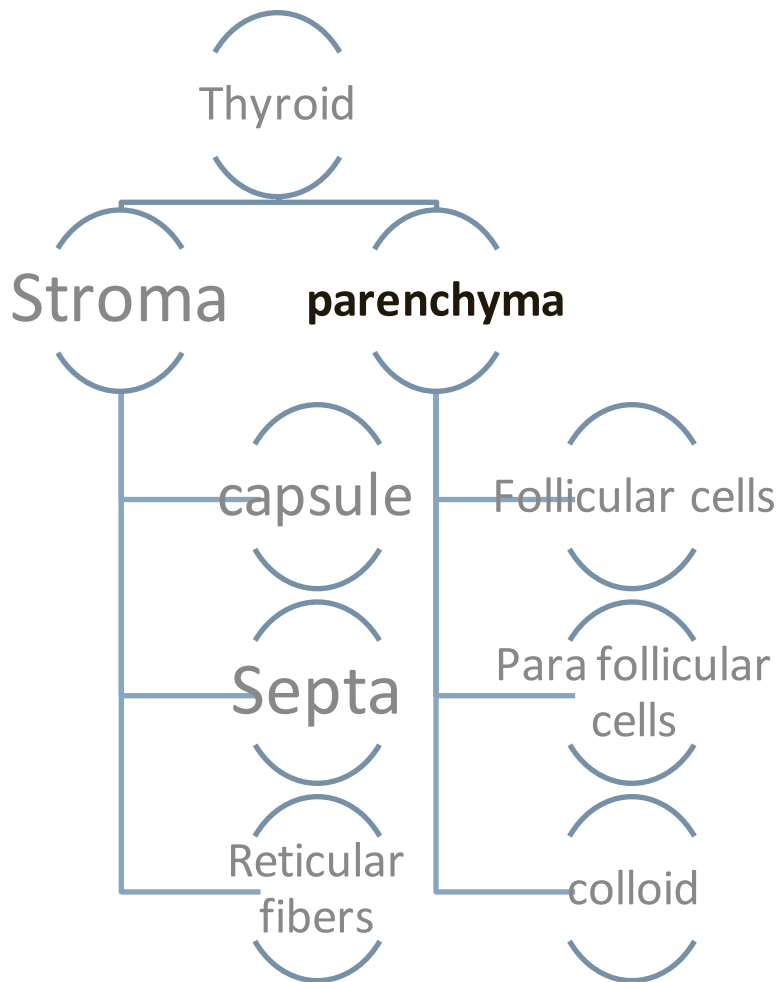 Thyroid
Stroma
parenchyma
capsule
Follicular cells
Septa
Para follicular
cells
Reticular
fibers
colloid